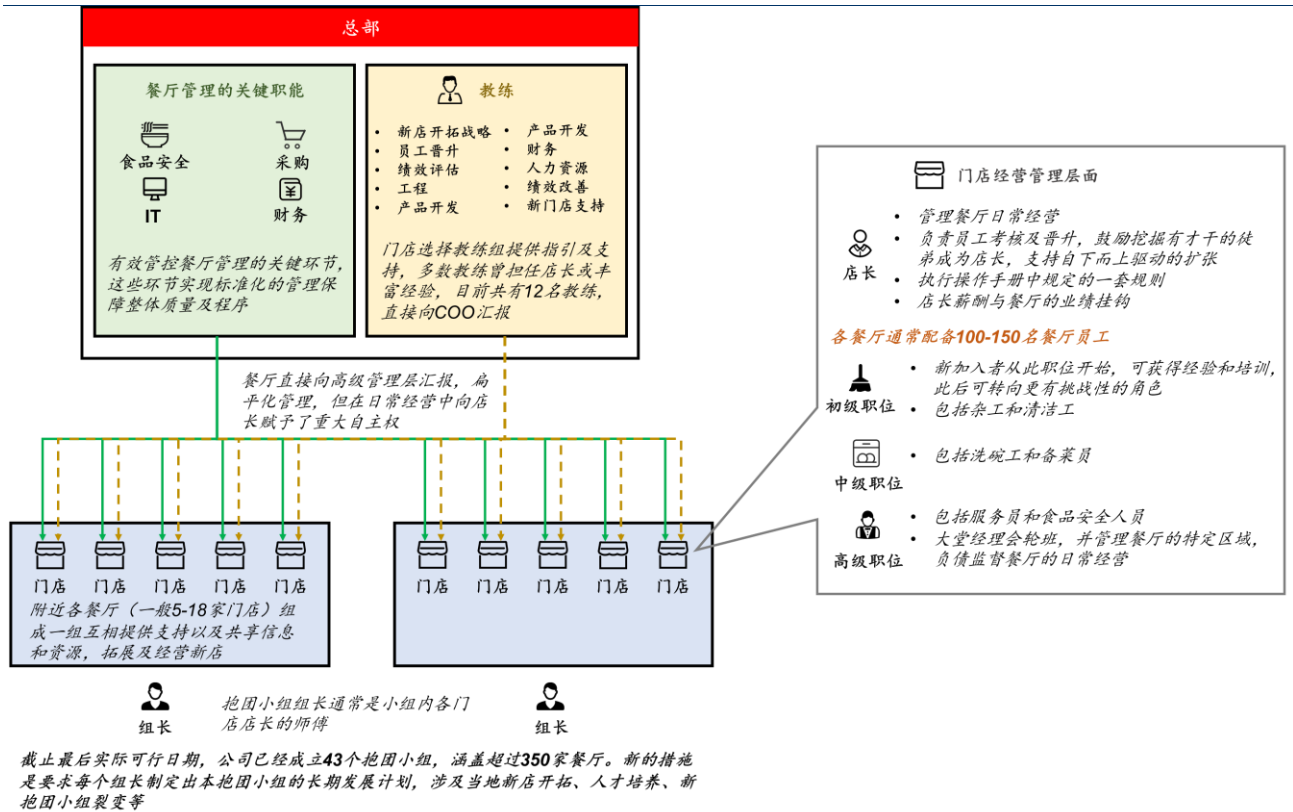 总部
餐厅管理的关键职能
食品安全
采购
IT
财务
有效管控餐厅管理的关键环节，
这些环节实现标准化的管理保
障整体质量及程序
教练
• 新店开拓战略
• 员工晋升
• 绩效评估
• 工程
• 产品开发
• 产品开发
• 财务
• 人力资源
• 绩效改善
• 新门店支持
门店选择教练组提供指引及支
持，多数教练曾担任店长或丰
富经验，目前共有12名教练，
直接向COO汇报
餐厅直接向高级管理层汇报，扁
平化管理，但在日常经营中向店
长赋予了重大自主权
门店
门店
门店
门店
门店
附近各餐厅（一般5-18家门店）组
成一组互相提供支持以及共享信息
和资源，拓展及经营新店
门店
门店
门店
门店
门店
组长
抱团小组组长通常是小组内各门
店店长的师傅
组长
截止最后实际可行日期，公司已经成立43个抱团小组，涵盖超过350家餐厅。新的措施
是要求每个组长制定出本抱团小组的长期发展计划，涉及当地新店开拓、人才培养、新
抱团小组裂变等
门店经营管理层面
店长
• 管理餐厅日常经营
• 负责员工考核及晋升，鼓励挖掘有才干的徒
弟成为店长，支持自下而上驱动的扩张
• 执行操作手册中规定的一套规则
• 店长薪酬与餐厅的业绩挂钩
各餐厅通常配备100-150名餐厅员工
初级职位
• 新加入者从此职位开始，可获得经验和培训，
此后可转向更有挑战性的角色
• 包括杂工和清洁工
中级职位
• 包括洗碗工和备菜员
高级职位
• 包括服务员和食品安全人员
• 大堂经理会轮班，并管理餐厅的特定区域，
负债监督餐厅的日常经营